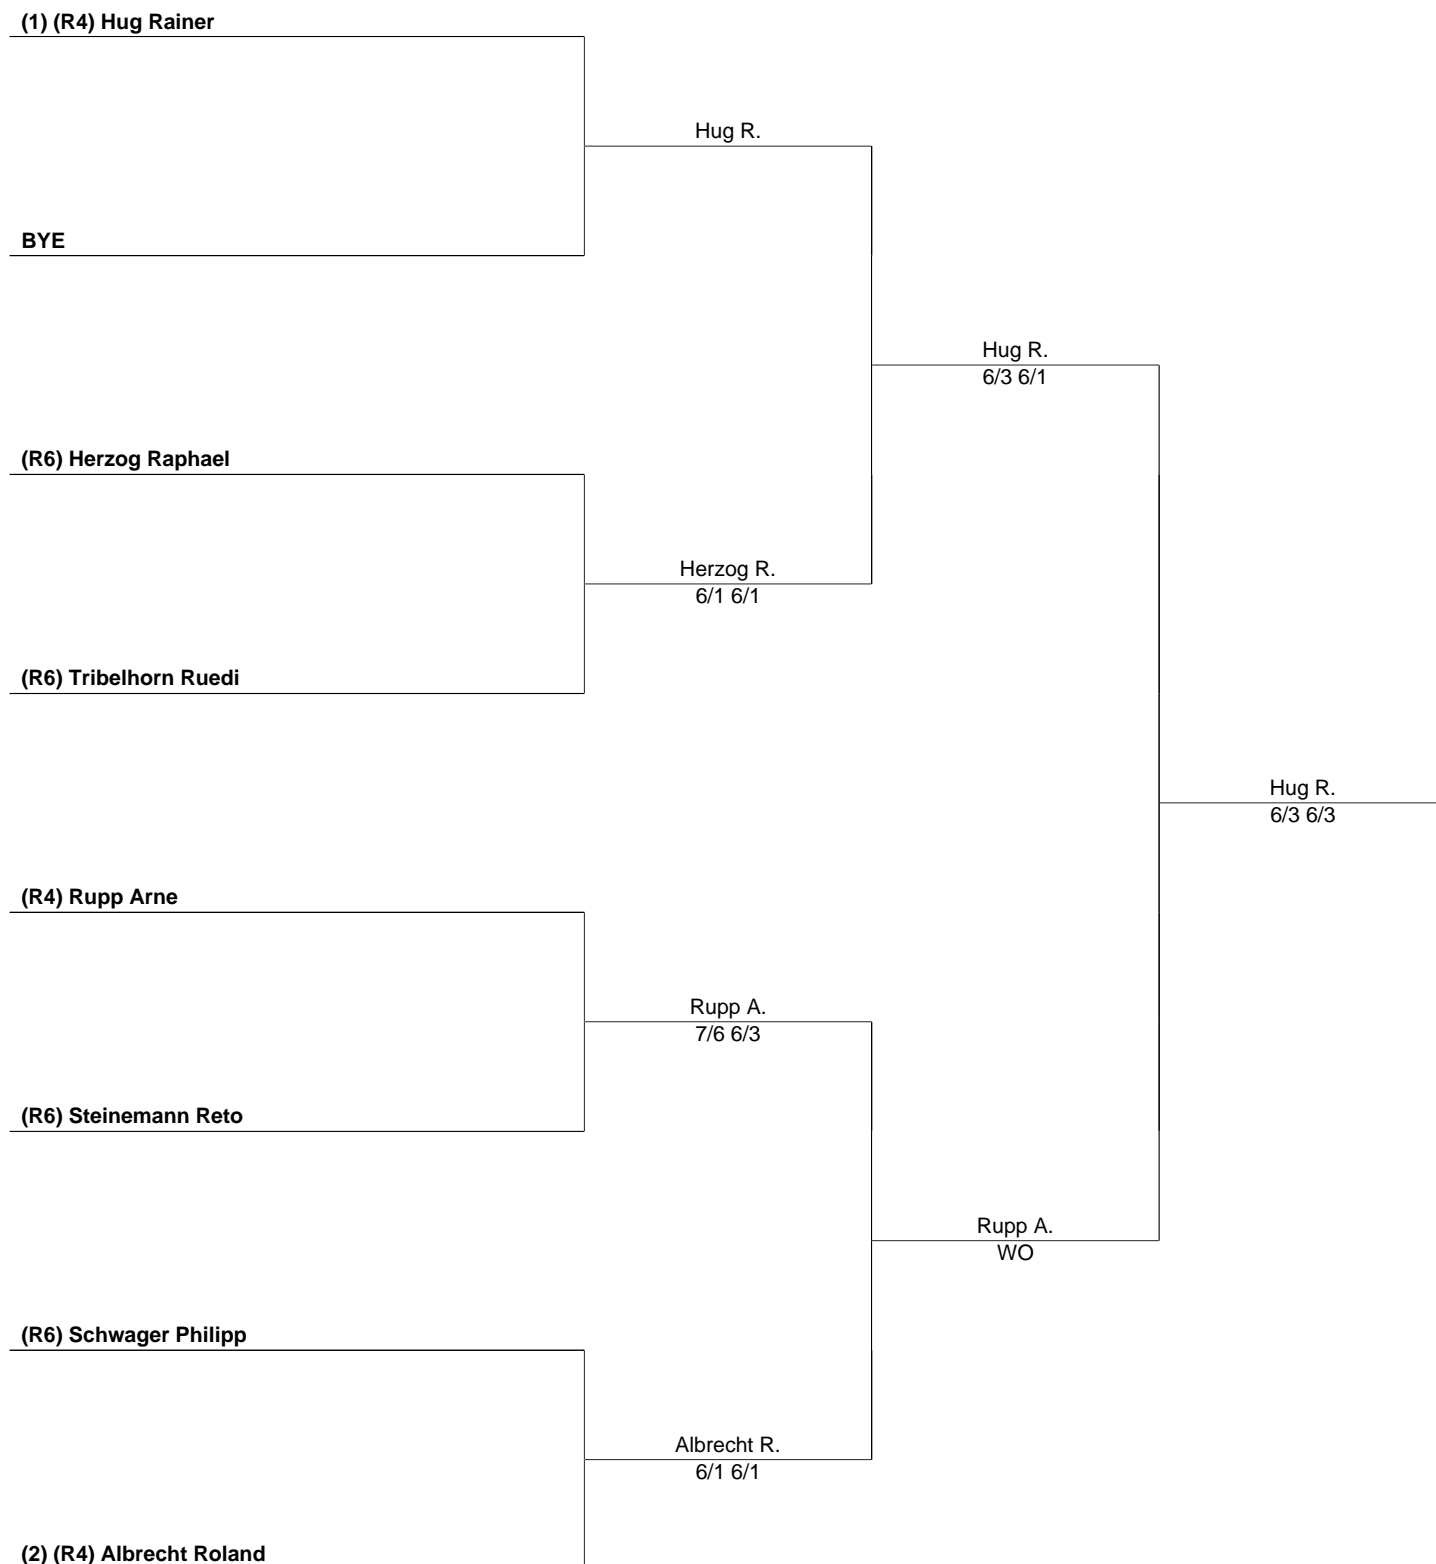 (1) (R4) Hug Rainer
Hug R.
BYE
Hug R.
6/3 6/1
(R6) Herzog Raphael
Herzog R.
6/1 6/1
(R6) Tribelhorn Ruedi
Hug R.
6/3 6/3
(R4) Rupp Arne
Rupp A.
7/6 6/3
(R6) Steinemann Reto
Rupp A.
WO
(R6) Schwager Philipp
Albrecht R.
6/1 6/1
(2) (R4) Albrecht Roland